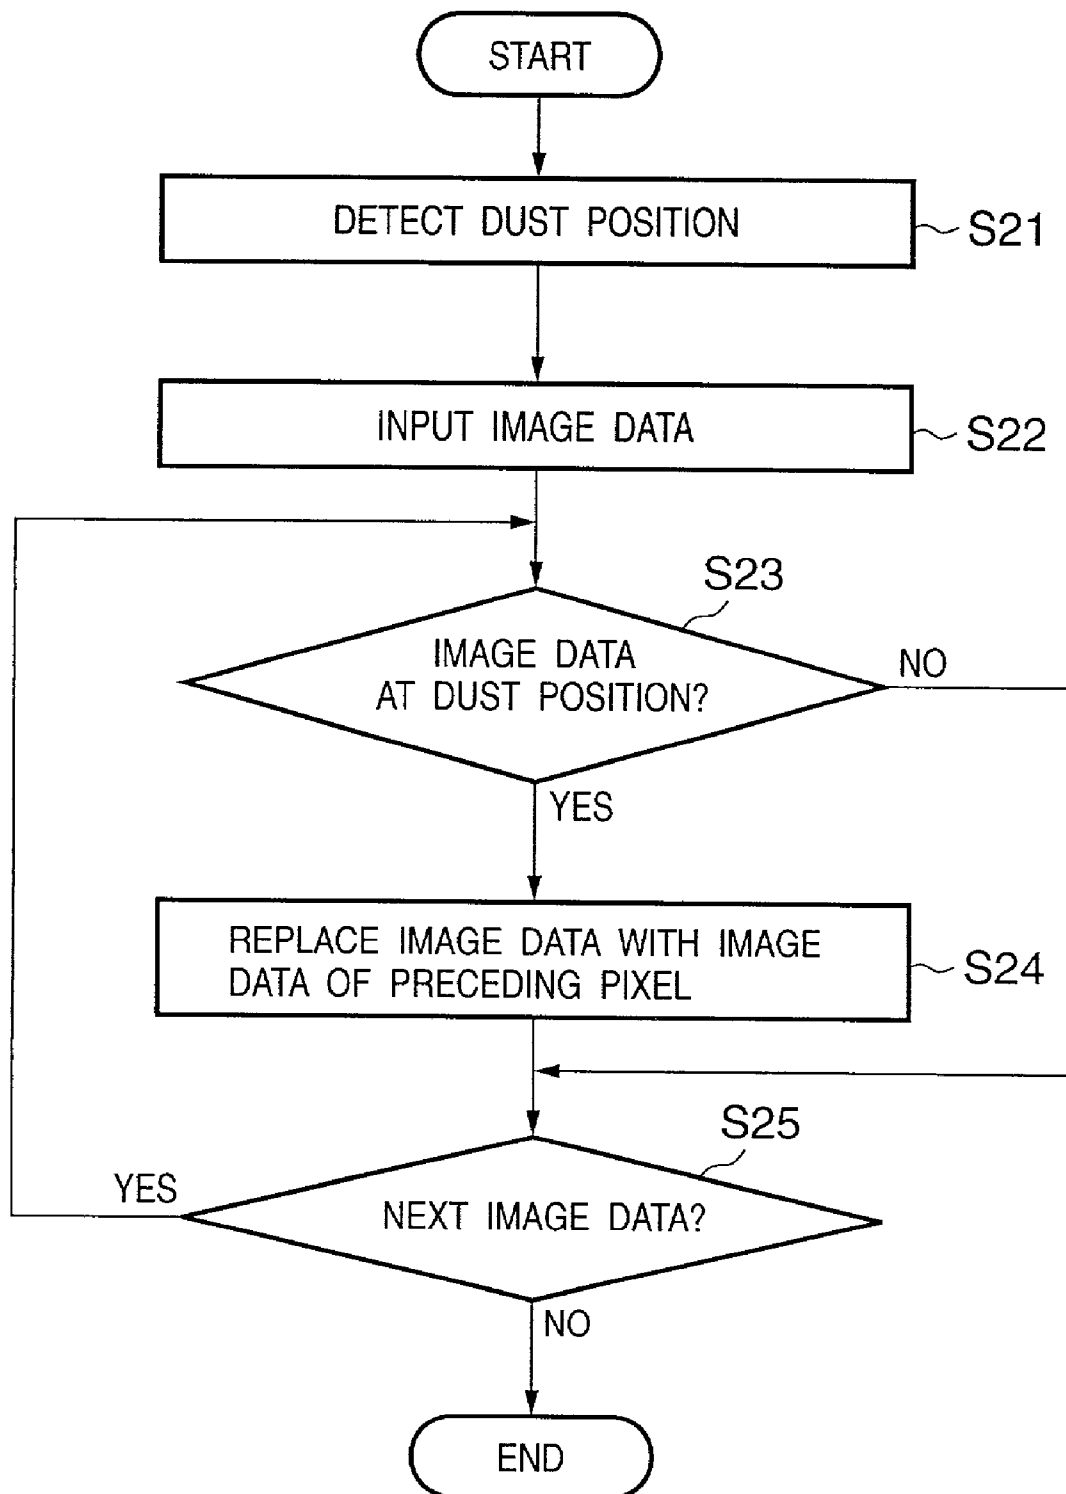 START
DETECT DUST POSITION
S21
INPUT IMAGE DATA
S22
S23
IMAGE DATA
AT DUST POSITION?
NO
YES
REPLACE IMAGE DATA WITH IMAGE
DATA OF PRECEDING PIXEL
S24
S25
YES
NEXT IMAGE DATA?
NO
END